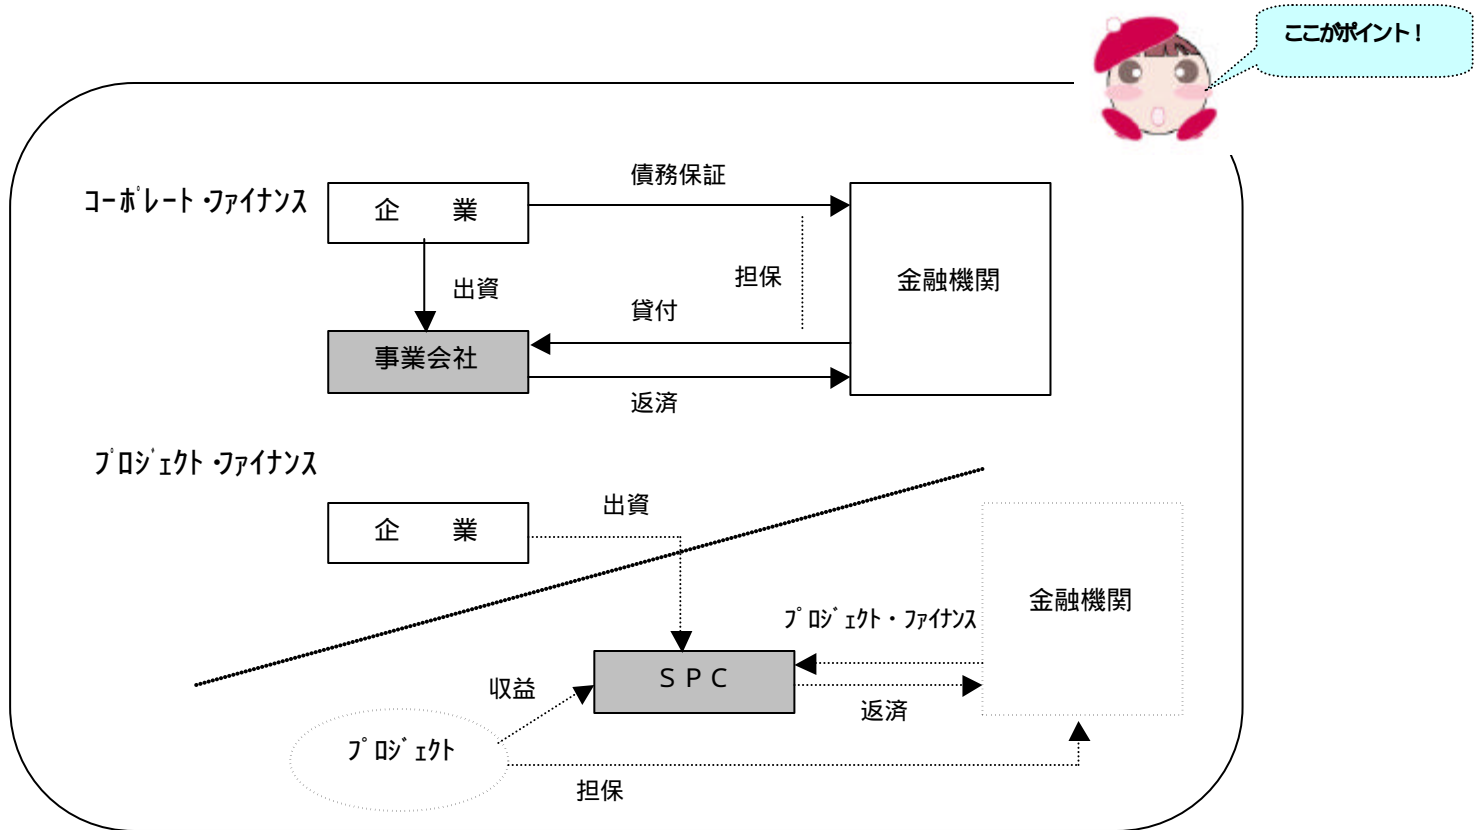 ここがポイント！
コーポレート・ファイナンス
企　業
債務保証
金融機関
出資
担保
貸付
事業会社
返済
プロジェクト・ファイナンス
企　業
出資
金融機関
プロジェクト・ファイナンス
ＳＰＣ
収益
返済
プロジェクト
担保